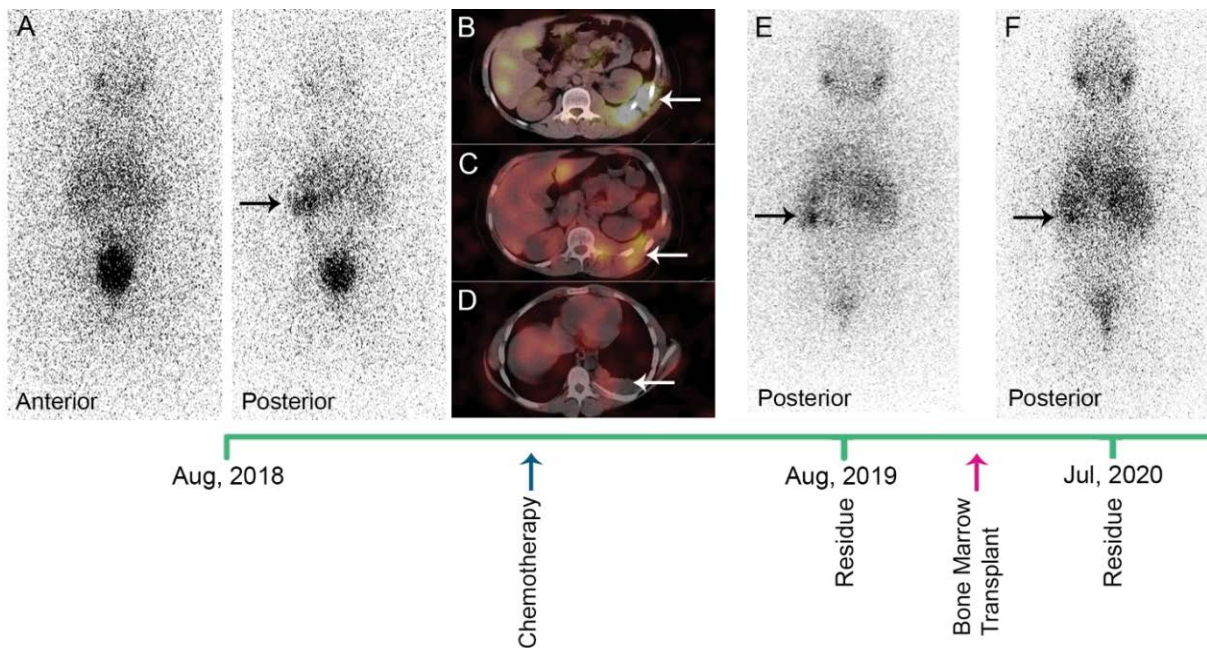 A
B
C
D
E
F
Anterior
Posterior
Posterior
Posterior
Aug, 2018
Aug, 2019
Jul, 2020
Chemotherapy
Residue
Bone Marrow
Transplant
Residue